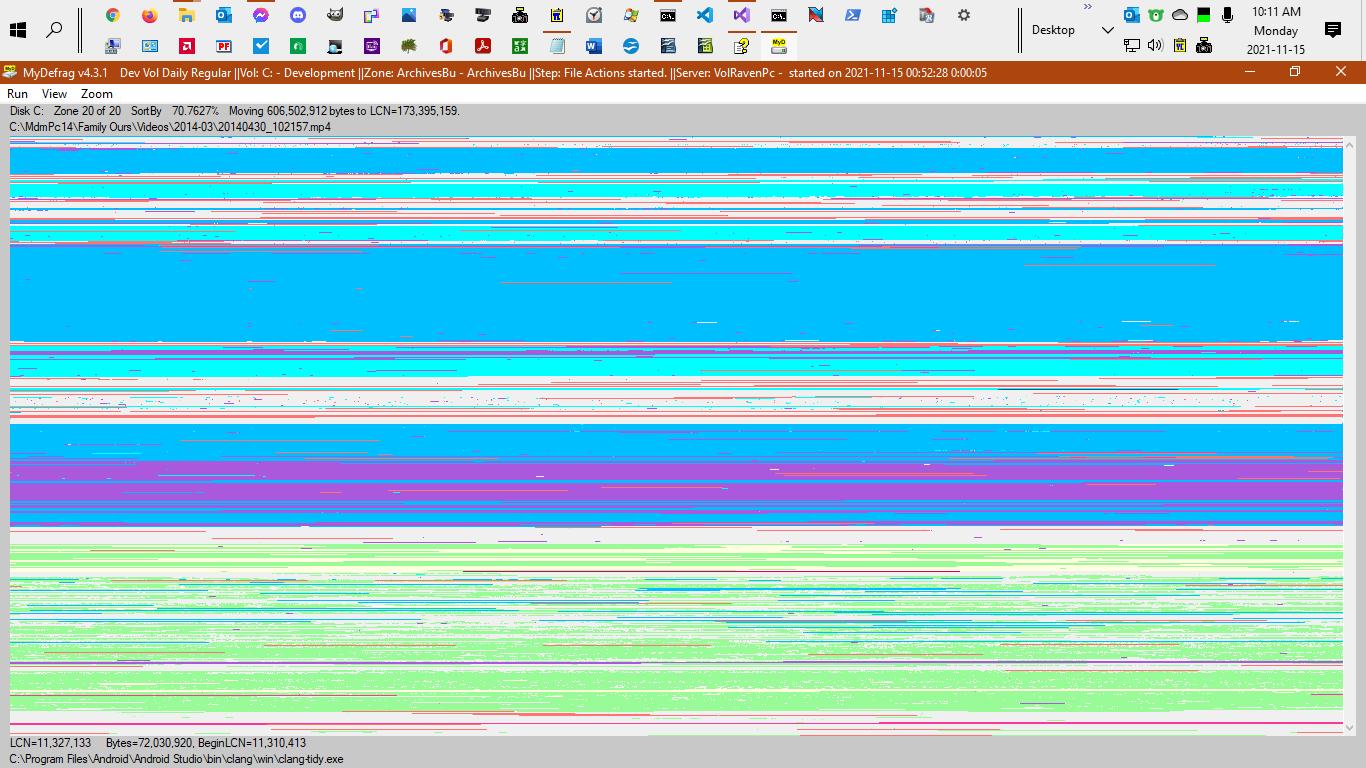 10:11 AM
Desktop
Monday
2021-11-15
MyDefrag v4.3.1 Dev Vol Daily Regular ||Vol: C: - Development ||Zone: ArchivesBu - ArchivesBu ||Step: File Actions started. ||Server: VolRavenPc - started on 2021-11-15 00:52:28 0:00:05
Run View Zoom
Disk C: Zone 20 of 20 SortBy 70.7627% Moving 606,502,912 bytes to LCN=173,395,159.
C:\MdmPc14\Family Ours\Videos\2014-03\20140430_102157.mp4
LCN=11,327,133 Bytes=72,030,920, BeginLCN=11,310,413
C:\Program Files\Android\Android Studio\bin\clang\win\clang-tidy.exe